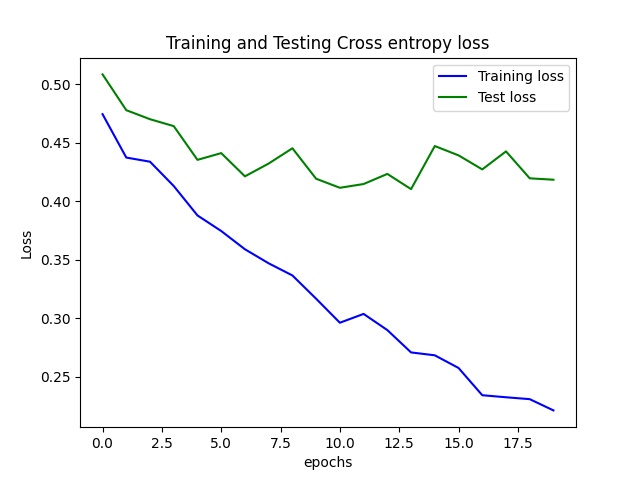 Training and Testing Cross entropy loss
Training loss
Test loss
0.50
0.45
0.40
0.35
0.30
0.25
Loss
0.0 2.5 5.0 7.5 10.0 12.5 15.0 17.5
epochs